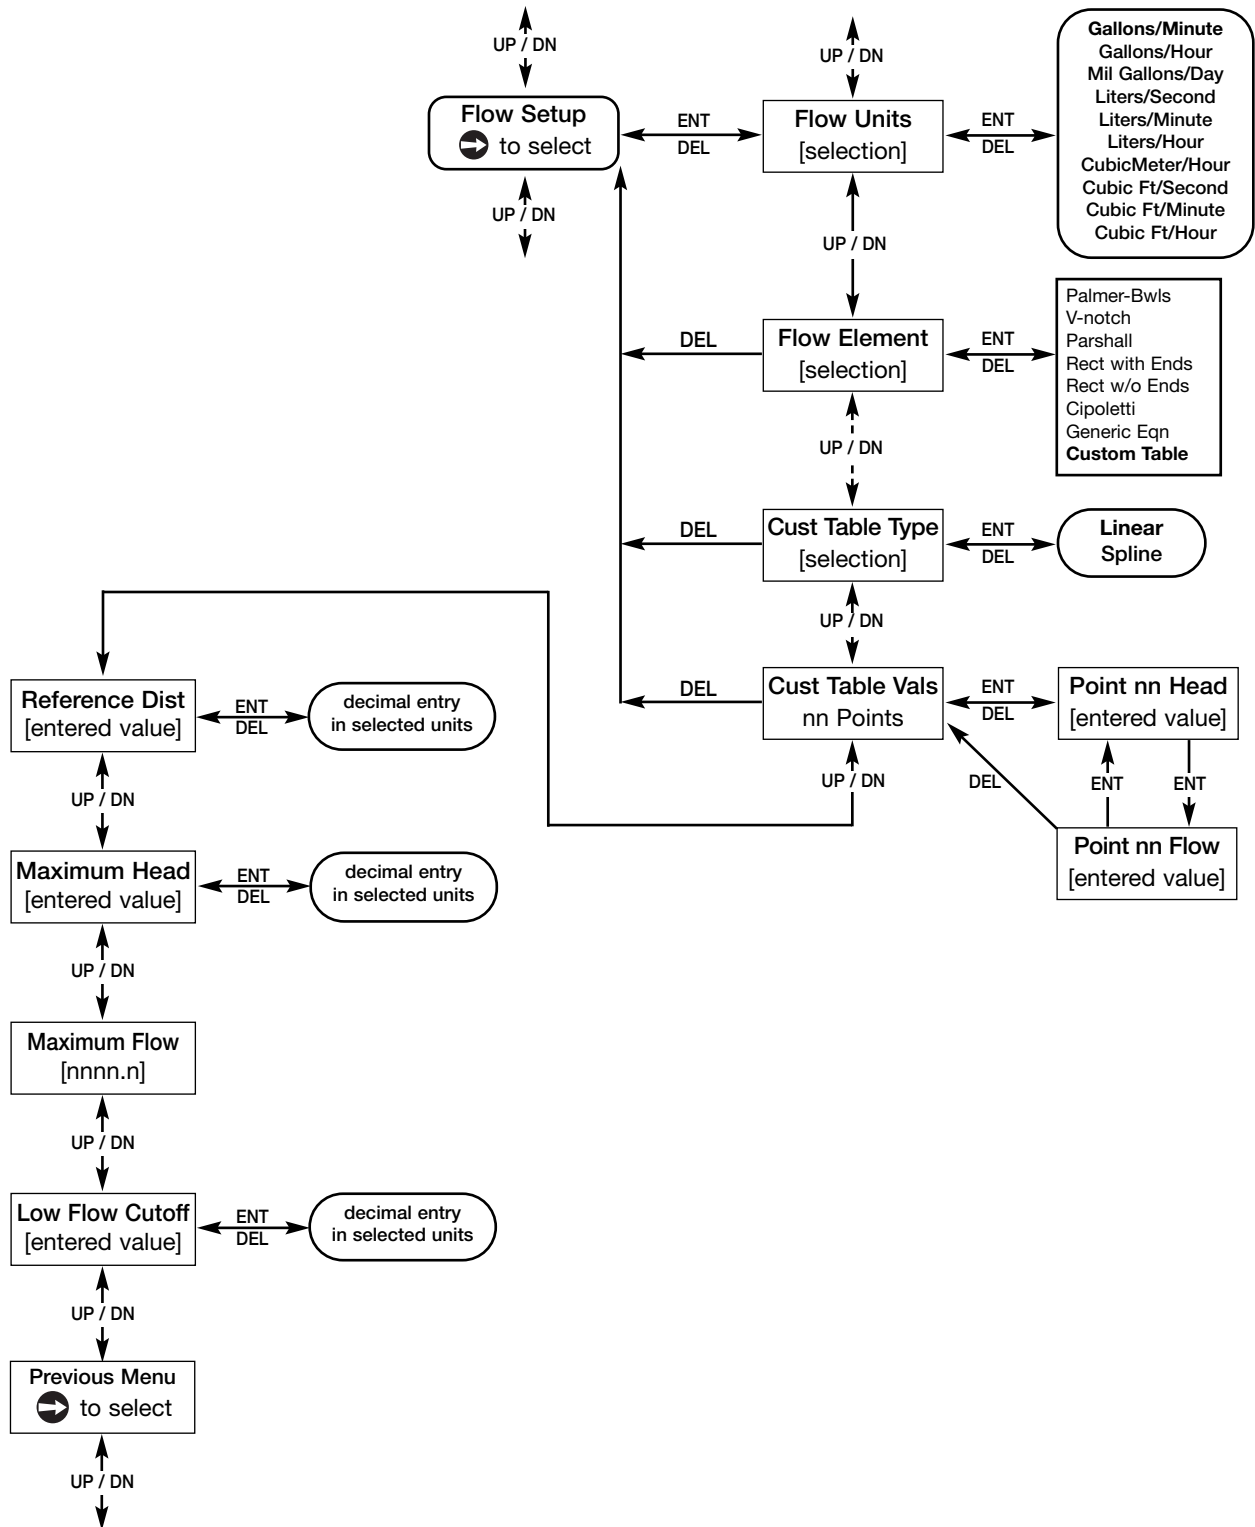 UP / DN
Flow Setup
to select
UP / DN
ENT
DEL
UP / DN
Flow Units
[selection]
ENT
DEL
Gallons/Minute
Gallons/Hour
Mil Gallons/Day
Liters/Second
Liters/Minute
Liters/Hour
CubicMeter/Hour
Cubic Ft/Second
Cubic Ft/Minute
Cubic Ft/Hour
UP / DN
DEL
Flow Element
[selection]
ENT
DEL
Palmer-Bwls
V-notch
Parshall
Rect with Ends
Rect w/o Ends
Cipoletti
Generic Eqn
Custom Table
UP / DN
DEL
Cust Table Type
[selection]
ENT
DEL
Linear
Spline
UP / DN
DEL
Cust Table Vals
nn Points
ENT
DEL
Point nn Head
[entered value]
UP / DN
DEL
ENT
ENT
Point nn Flow
[entered value]
Reference Dist
[entered value]
ENT
DEL
decimal entry
in selected units
UP / DN
Maximum Head
[entered value]
ENT
DEL
decimal entry
in selected units
UP / DN
Maximum Flow
[nnnn.n]
UP / DN
Low Flow Cutoff
[entered value]
ENT
DEL
decimal entry
in selected units
UP / DN
Previous Menu
to select
UP / DN